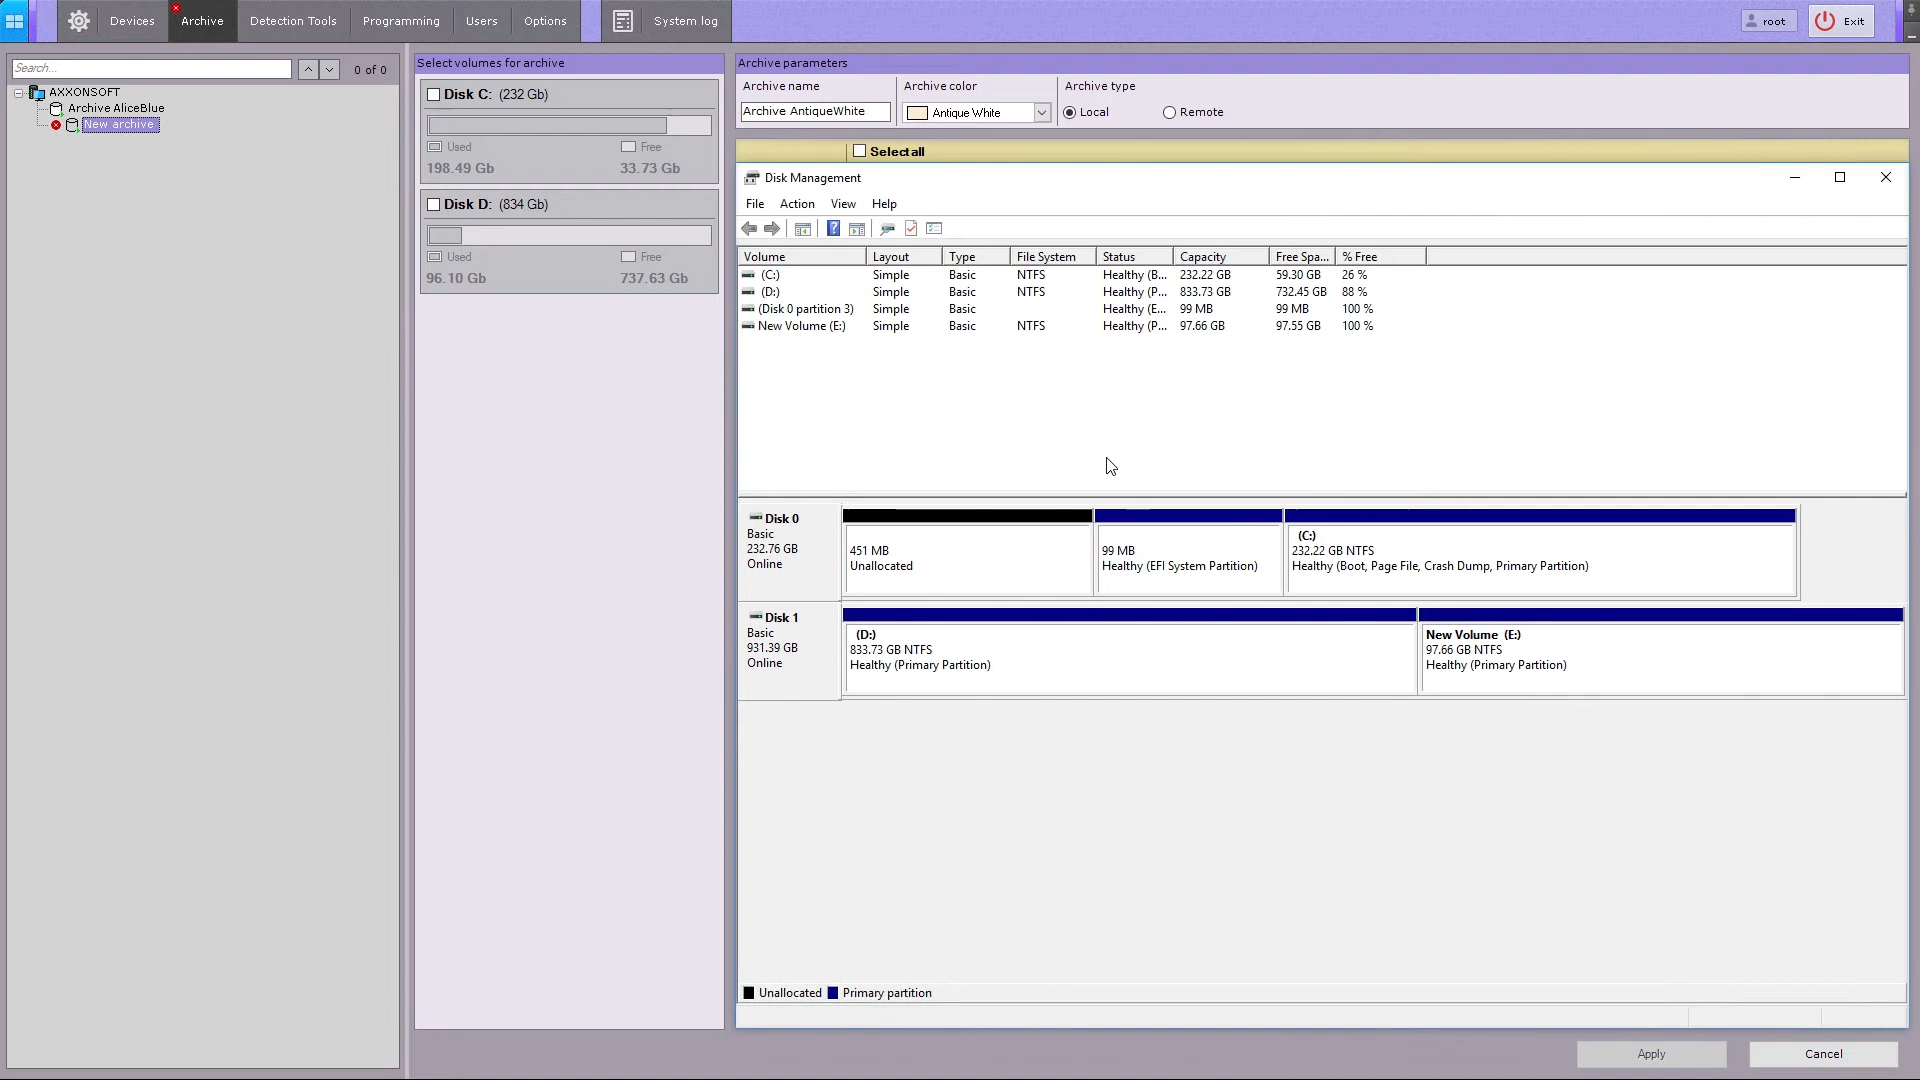 Devices
Archive
Detection Tools
Programming
Users
Options
System log
root
Exit
Search...
0 of 0
AXXONSOFT
Archive AliceBlue
New archive
Select volumes for archive
Disk C: (232 Gb)
Used
Free
198.49 Gb
33.73 Gb
Disk D: (834 Gb)
Used
Free
96.10 Gb
737.63 Gb
Archive parameters
Archive name
Archive color
Archive type
Archive AntiqueWhite
Antique White
Local
Remote
Select all
Disk Management
File Action View Help
Volume Layout Type File System Status Capacity Free Spa... % Free
(C:) Simple Basic NTFS Healthy (B... 232.22 GB 59.30 GB 26 %
(D:) Simple Basic NTFS Healthy (P... 833.73 GB 732.45 GB 88 %
(Disk 0 partition 3) Simple Basic Healthy (E... 99 MB 99 MB 100 %
New Volume (E:) Simple Basic NTFS Healthy (P... 97.66 GB 97.55 GB 100 %
Disk 0
Basic
232.76 GB
Online
451 MB
Unallocated
99 MB
Healthy (EFI System Partition)
(C:)
232.22 GB NTFS
Healthy (Boot, Page File, Crash Dump, Primary Partition)
Disk 1
Basic
931.39 GB
Online
(D:)
833.73 GB NTFS
Healthy (Primary Partition)
New Volume (E:)
97.66 GB NTFS
Healthy (Primary Partition)
Unallocated
Primary partition
Apply
Cancel